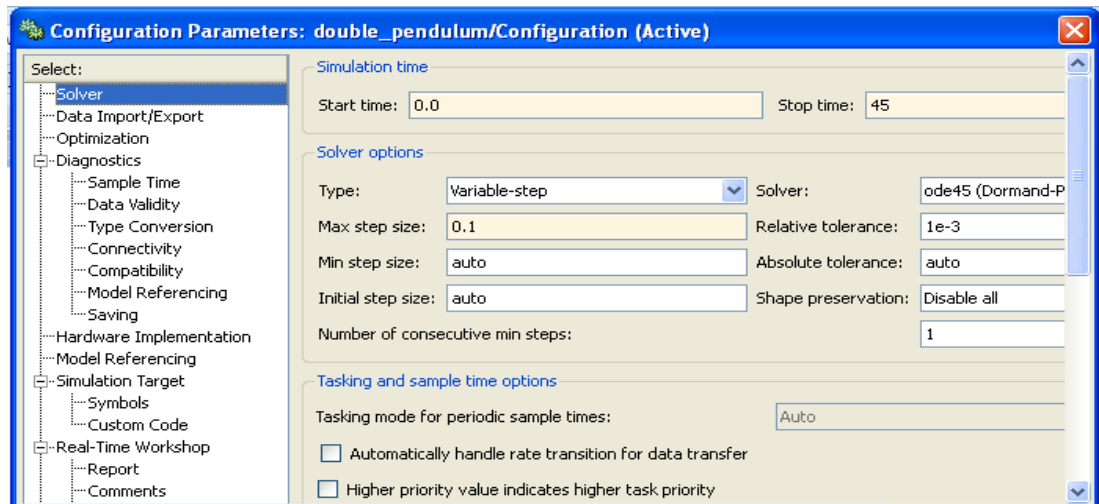 Configuration Parameters: double_pendulum/Configuration (Active)
Select:
Solver
Data Import/Export
Optimization
Diagnostics
Sample Time
Data Validity
Type Conversion
Connectivity
Compatibility
Model Referencing
Saving
Hardware Implementation
Model Referencing
Simulation Target
Symbols
Custom Code
Real-Time Workshop
Report
Comments
Simulation time
Start time: 0.0 Stop time: 45
Solver options
Type: Variable-step Solver: ode45 (Dormand-P
Max step size: 0.1 Relative tolerance: 1e-3
Min step size: auto Absolute tolerance: auto
Initial step size: auto Shape preservation: Disable all
Number of consecutive min steps: 1
Tasking and sample time options
Tasking mode for periodic sample times: Auto
Automatically handle rate transition for data transfer
Higher priority value indicates higher task priority